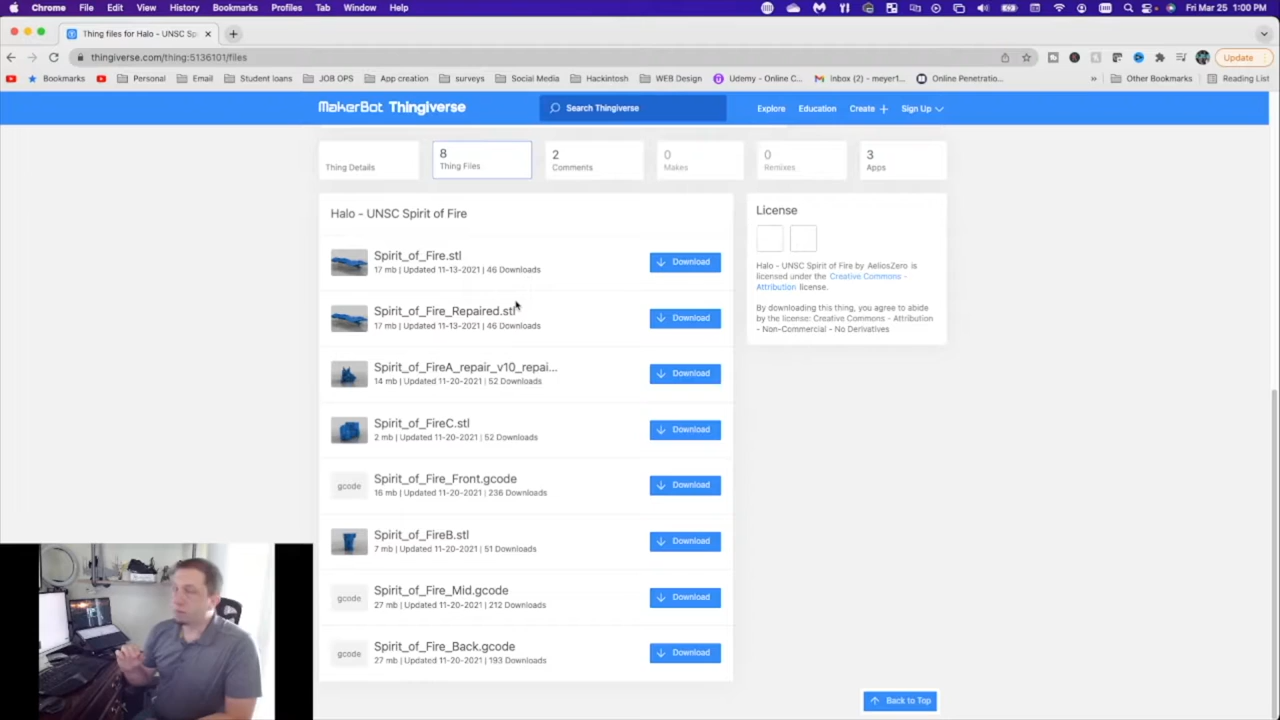 Chrome File Edit View History Bookmarks Profiles Tab Window Help Fri Mar 25 1:00 PM
Thing files for Halo - UNSC Sp
thingiverse.com/thing:5136101/files Update
Bookmarks Personal Email Student loans JOB OPS App creation surveys Social Media Hackintosh WEB Design Udemy - Online C... Inbox (2) - meyer1... Online Penetratio... » Other Bookmarks Reading List
MakerBot Thingiverse Search Thingiverse Explore Education Create Sign Up
Thing Details
8
Thing Files
2
Comments
0
Makes
0
Remixes
3
Apps
Halo - UNSC Spirit of Fire
Spirit_of_Fire.stl
17 mb | Updated 11-13-2021 | 46 Downloads
Download
Spirit_of_Fire_Repaired.stl
17 mb | Updated 11-13-2021 | 46 Downloads
Download
Spirit_of_FireA_repair_v10_repai...
14 mb | Updated 11-20-2021 | 52 Downloads
Download
Spirit_of_FireC.stl
2 mb | Updated 11-20-2021 | 52 Downloads
Download
gcode
Spirit_of_Fire_Front.gcode
16 mb | Updated 11-20-2021 | 236 Downloads
Download
Spirit_of_FireB.stl
7 mb | Updated 11-20-2021 | 51 Downloads
Download
gcode
Spirit_of_Fire_Mid.gcode
27 mb | Updated 11-20-2021 | 212 Downloads
Download
gcode
Spirit_of_Fire_Back.gcode
27 mb | Updated 11-20-2021 | 193 Downloads
Download
License
Halo - UNSC Spirit of Fire by AeliosZero is
licensed under the Creative Commons -
Attribution license.
By downloading this thing, you agree to abide
by the license: Creative Commons - Attribution
- Non-Commercial - No Derivatives
Back to Top